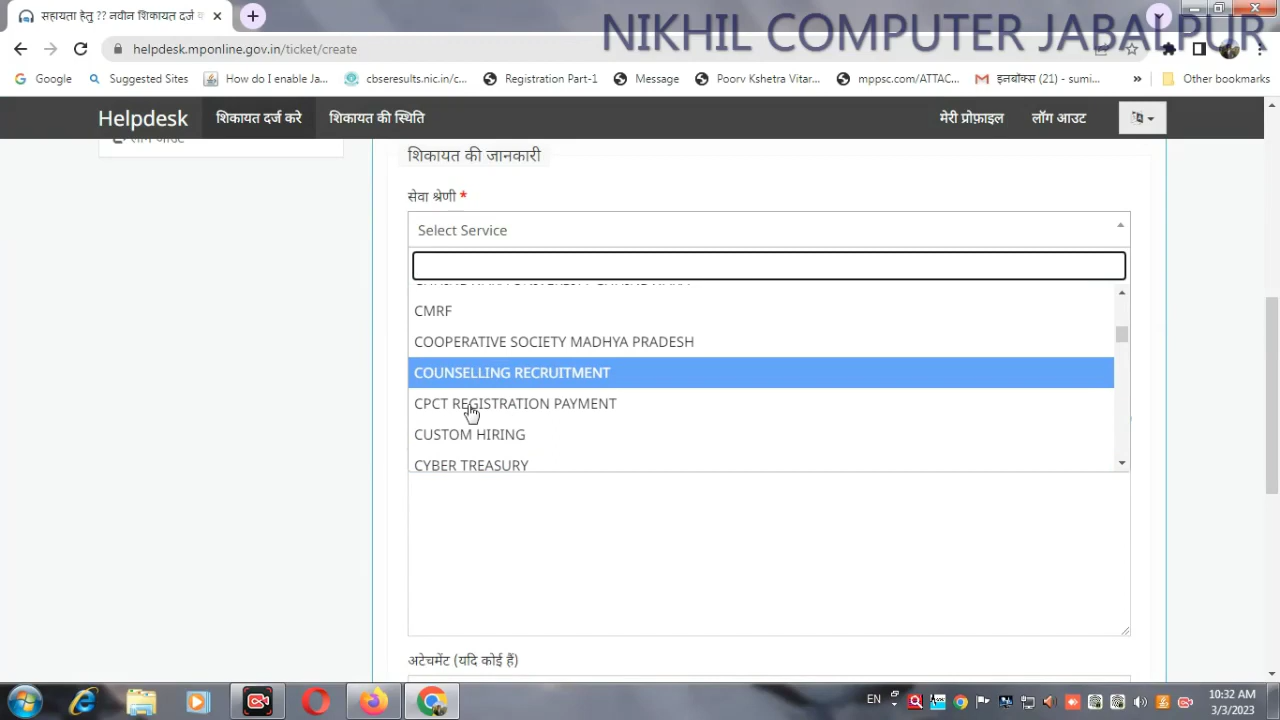 सहायता हेतु ?? नवीन शिकायत दर्ज क
NIKHIL COMPUTER JABALPUR
helpdesk.mponline.gov.in/ticket/create
Google Suggested Sites How do I enable Ja... cbseresults.nic.in/c... Registration Part-1 Message Poorv Kshetra Vitar... mppsc.com/ATTAC... इनबॉक्स (21) - sumi... » Other bookmarks
Helpdesk शिकायत दर्ज करे शिकायत की स्थिति मेरी प्रोफ़ाइल लॉग आउट
लॉग आउट
शिकायत की जानकारी
सेवा श्रेणी *
Select Service
CMRF
COOPERATIVE SOCIETY MADHYA PRADESH
COUNSELLING RECRUITMENT
CPCT REGISTRATION PAYMENT
CUSTOM HIRING
CYBER TREASURY
अटेचमेंट (यदि कोई हैं)
EN 10:32 AM
3/3/2023